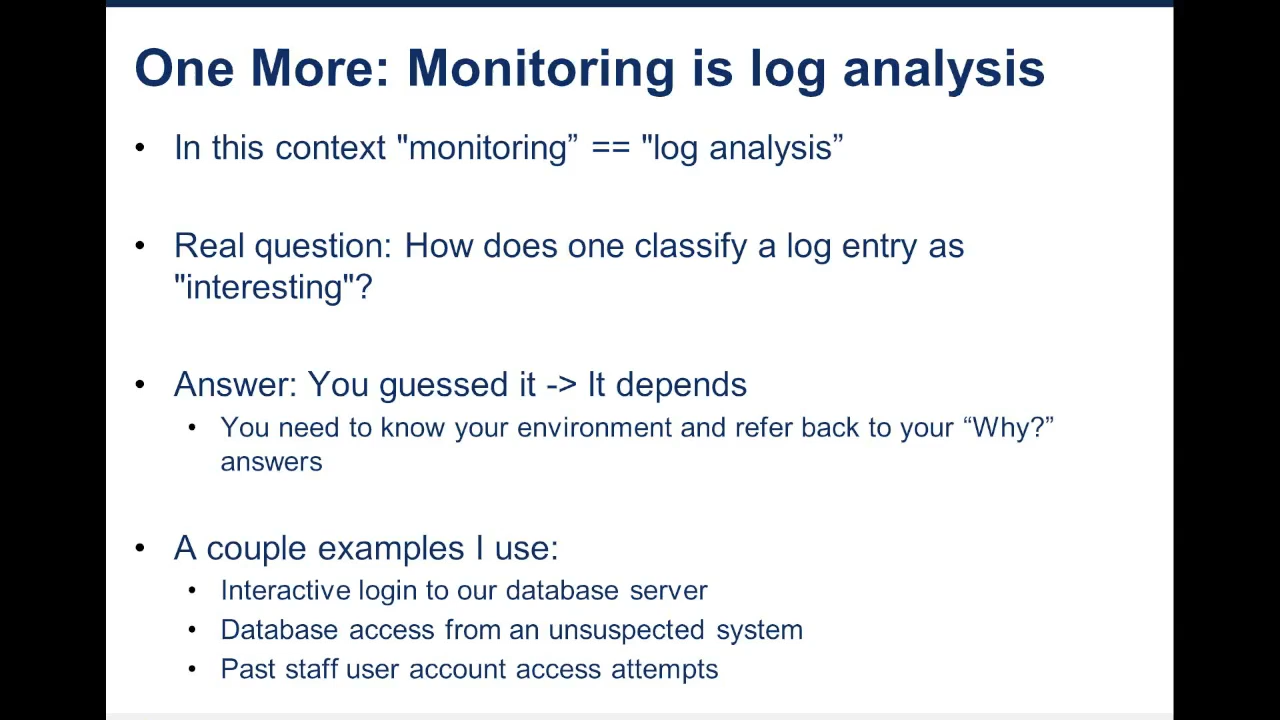 One More: Monitoring is log analysis
• In this context "monitoring” == "log analysis”
• Real question: How does one classify a log entry as
"interesting"?
• Answer: You guessed it -> It depends
• You need to know your environment and refer back to your “Why?”
answers
• A couple examples I use:
• Interactive login to our database server
• Database access from an unsuspected system
• Past staff user account access attempts